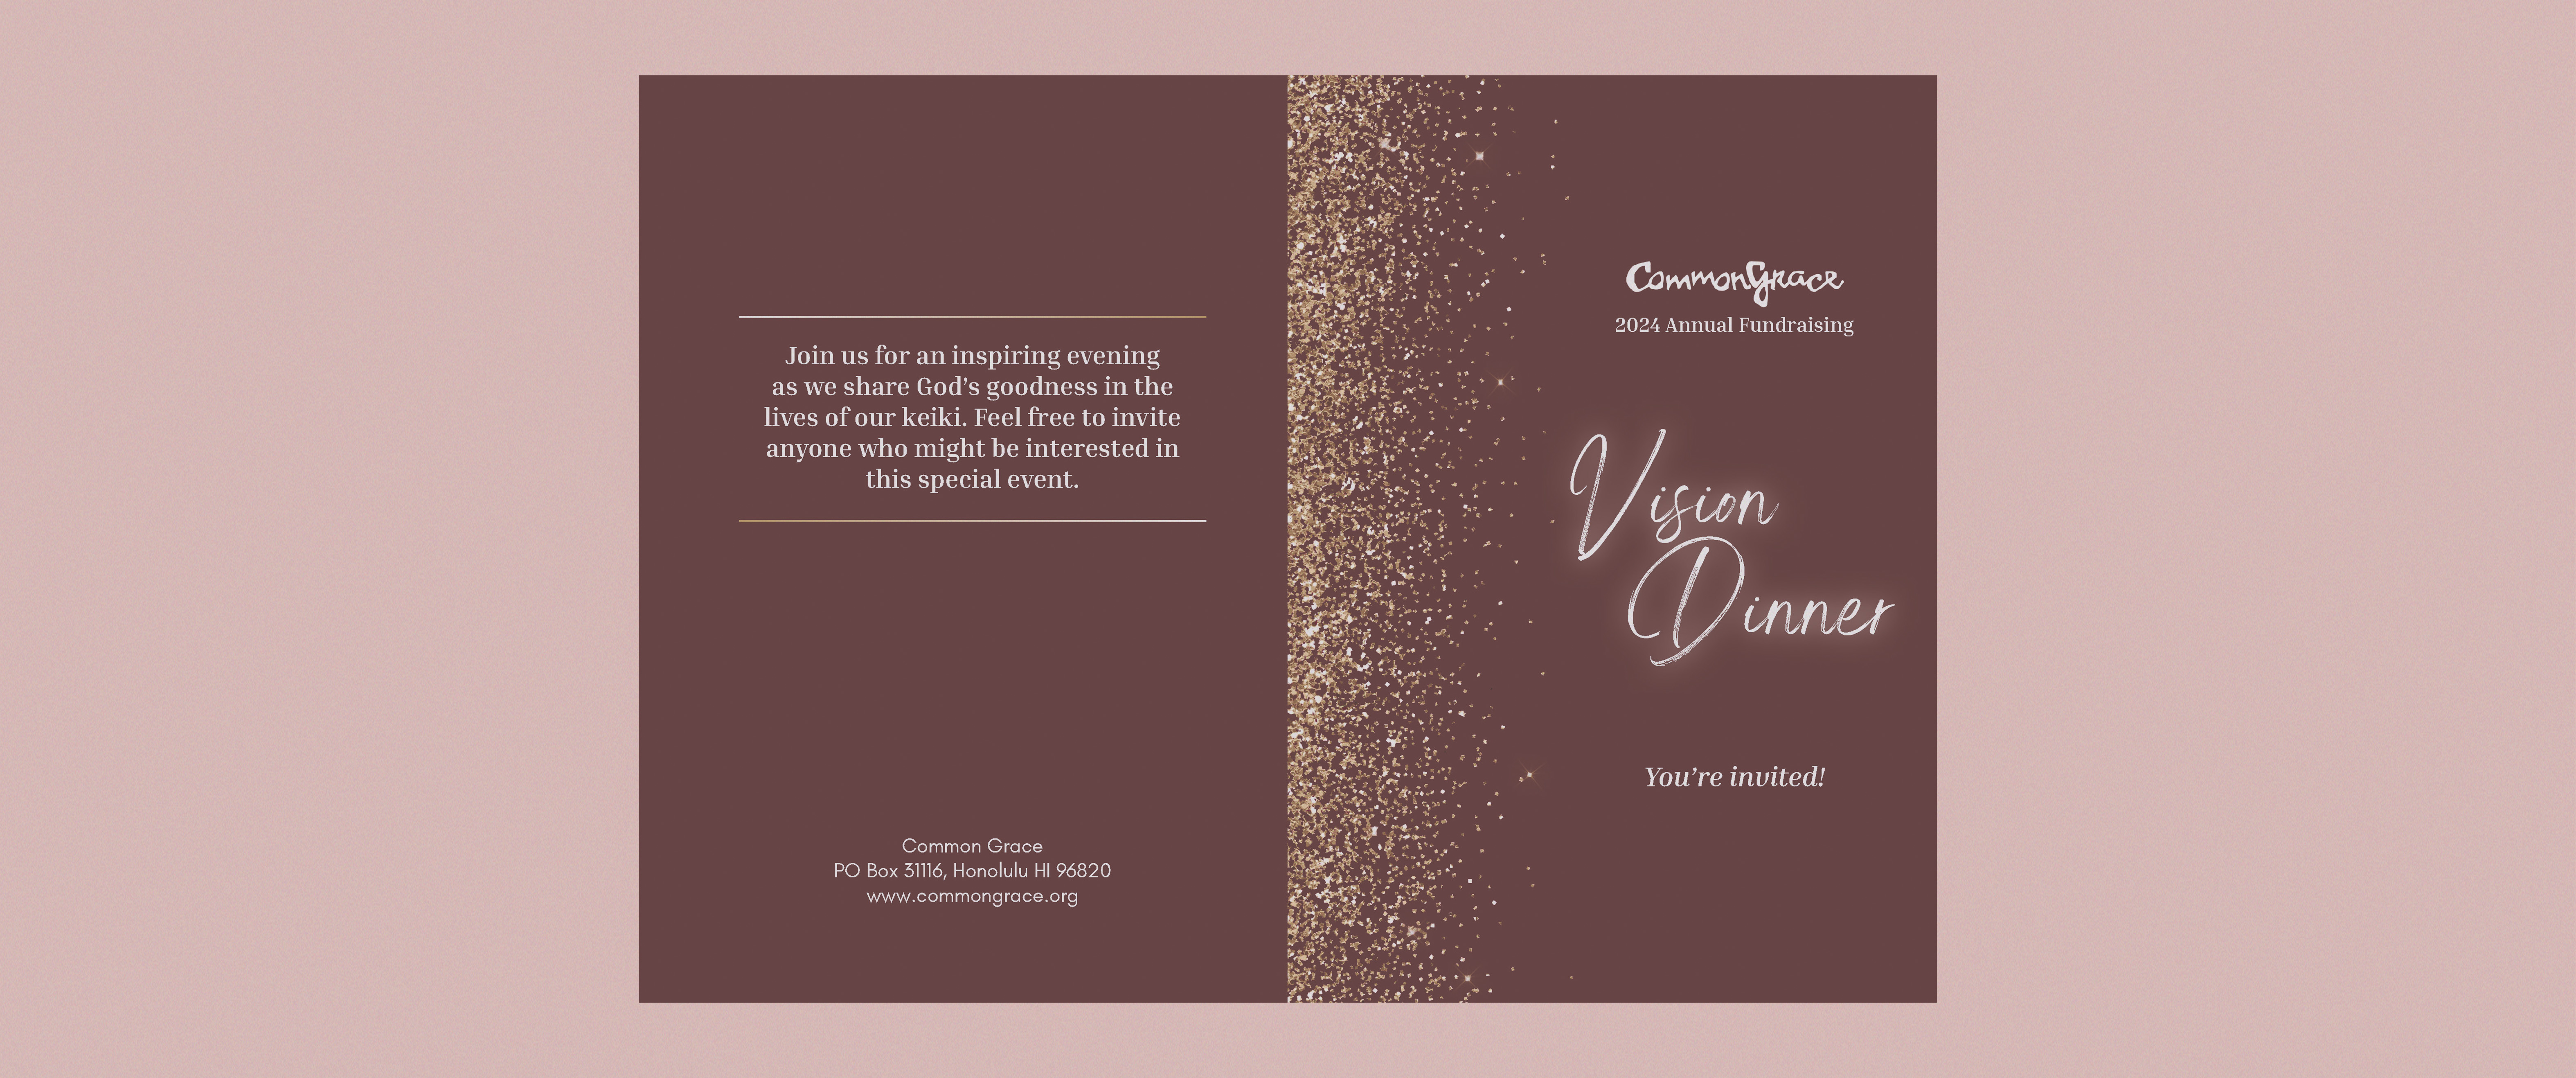 Join us for an inspiring evening
as we share God’s goodness in the
lives of our keiki. Feel free to invite
anyone who might be interested in
this special event.
Common Grace
PO Box 31116, Honolulu HI 96820
www.commongrace.org
CommonGrace
2024 Annual Fundraising
Vision
Dinner
You’re invited!